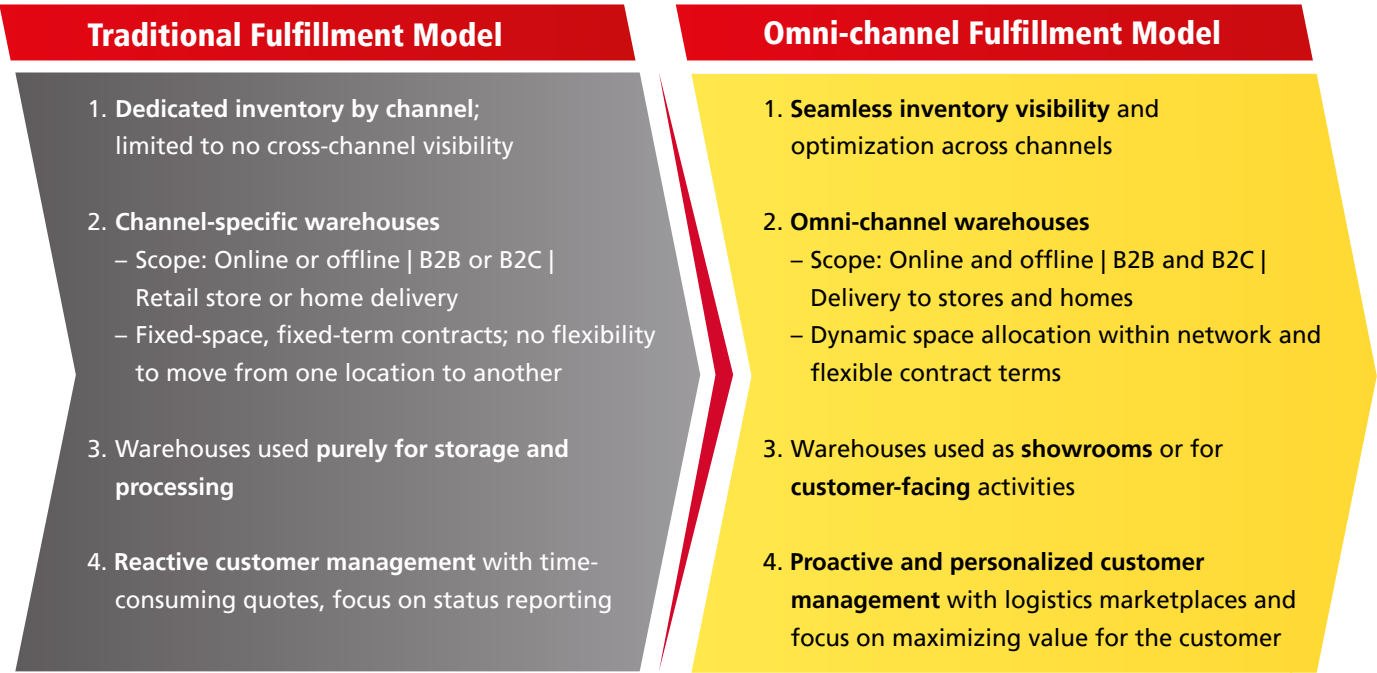 Traditional Fulfillment Model
1. Dedicated inventory by channel;
limited to no cross-channel visibility
2. Channel-specific warehouses
– Scope: Online or offline | B2B or B2C |
Retail store or home delivery
– Fixed-space, fixed-term contracts; no flexibility
to move from one location to another
3. Warehouses used purely for storage and
processing
4. Reactive customer management with time-
consuming quotes, focus on status reporting
Omni-channel Fulfillment Model
1. Seamless inventory visibility and
optimization across channels
2. Omni-channel warehouses
– Scope: Online and offline | B2B and B2C |
Delivery to stores and homes
– Dynamic space allocation within network and
flexible contract terms
3. Warehouses used as showrooms or for
customer-facing activities
4. Proactive and personalized customer
management with logistics marketplaces and
focus on maximizing value for the customer